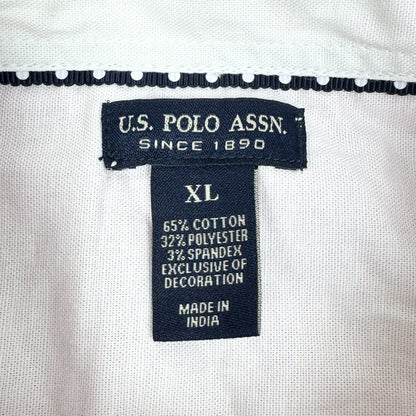 U.S. POLO ASSN.
SINCE 1890
XL
65% COTTON
32% POLYESTER
3% SPANDEX
EXCLUSIVE OF
DECORATION
MADE IN
INDIA